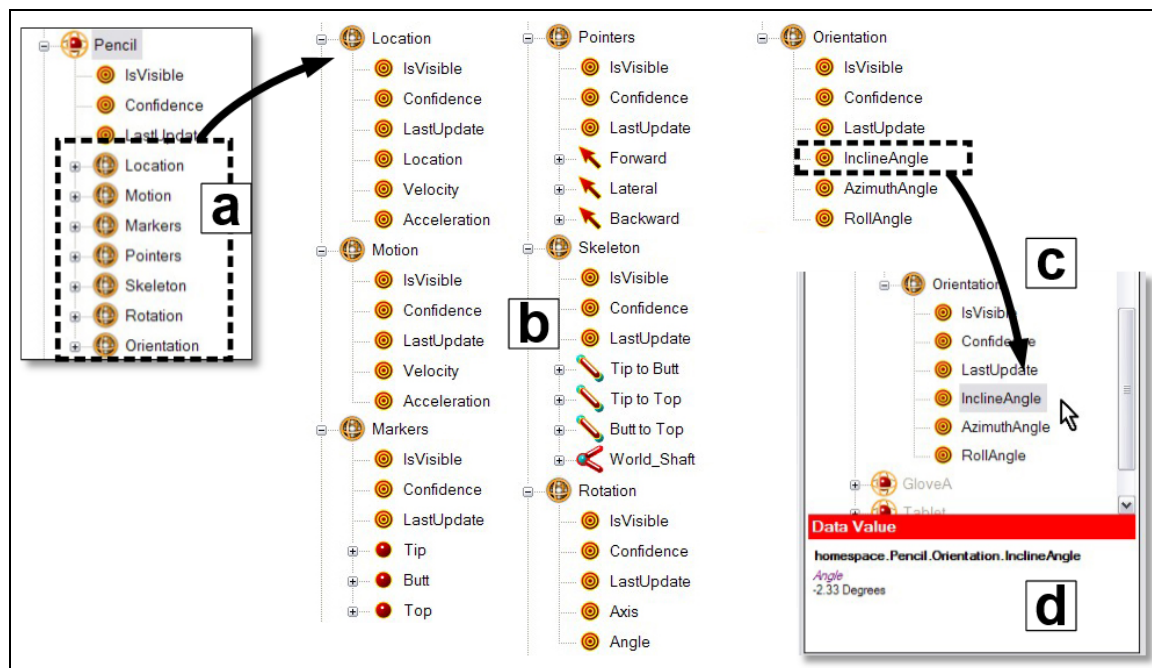 Pencil
IsVisible
Confidence
LastUpdate
Location
Motion
Markers
Pointers
Skeleton
Rotation
Orientation
a
Location
IsVisible
Confidence
LastUpdate
Location
Velocity
Acceleration
Motion
IsVisible
Confidence
LastUpdate
Velocity
Acceleration
Markers
IsVisible
Confidence
LastUpdate
Tip
Butt
Top
b
Pointers
IsVisible
Confidence
LastUpdate
Forward
Lateral
Backward
Skeleton
IsVisible
Confidence
LastUpdate
Tip to Butt
Tip to Top
Butt to Top
World_Shaft
Rotation
IsVisible
Confidence
LastUpdate
Axis
Angle
Orientation
IsVisible
Confidence
LastUpdate
InclineAngle
AzimuthAngle
RollAngle
c
Orientation
IsVisible
Confidence
LastUpdate
InclineAngle
AzimuthAngle
RollAngle
GloveA
Tablet
Data Value
homespace.Pencil.Orientation.InclineAngle
Angle
-2.33 Degrees
d